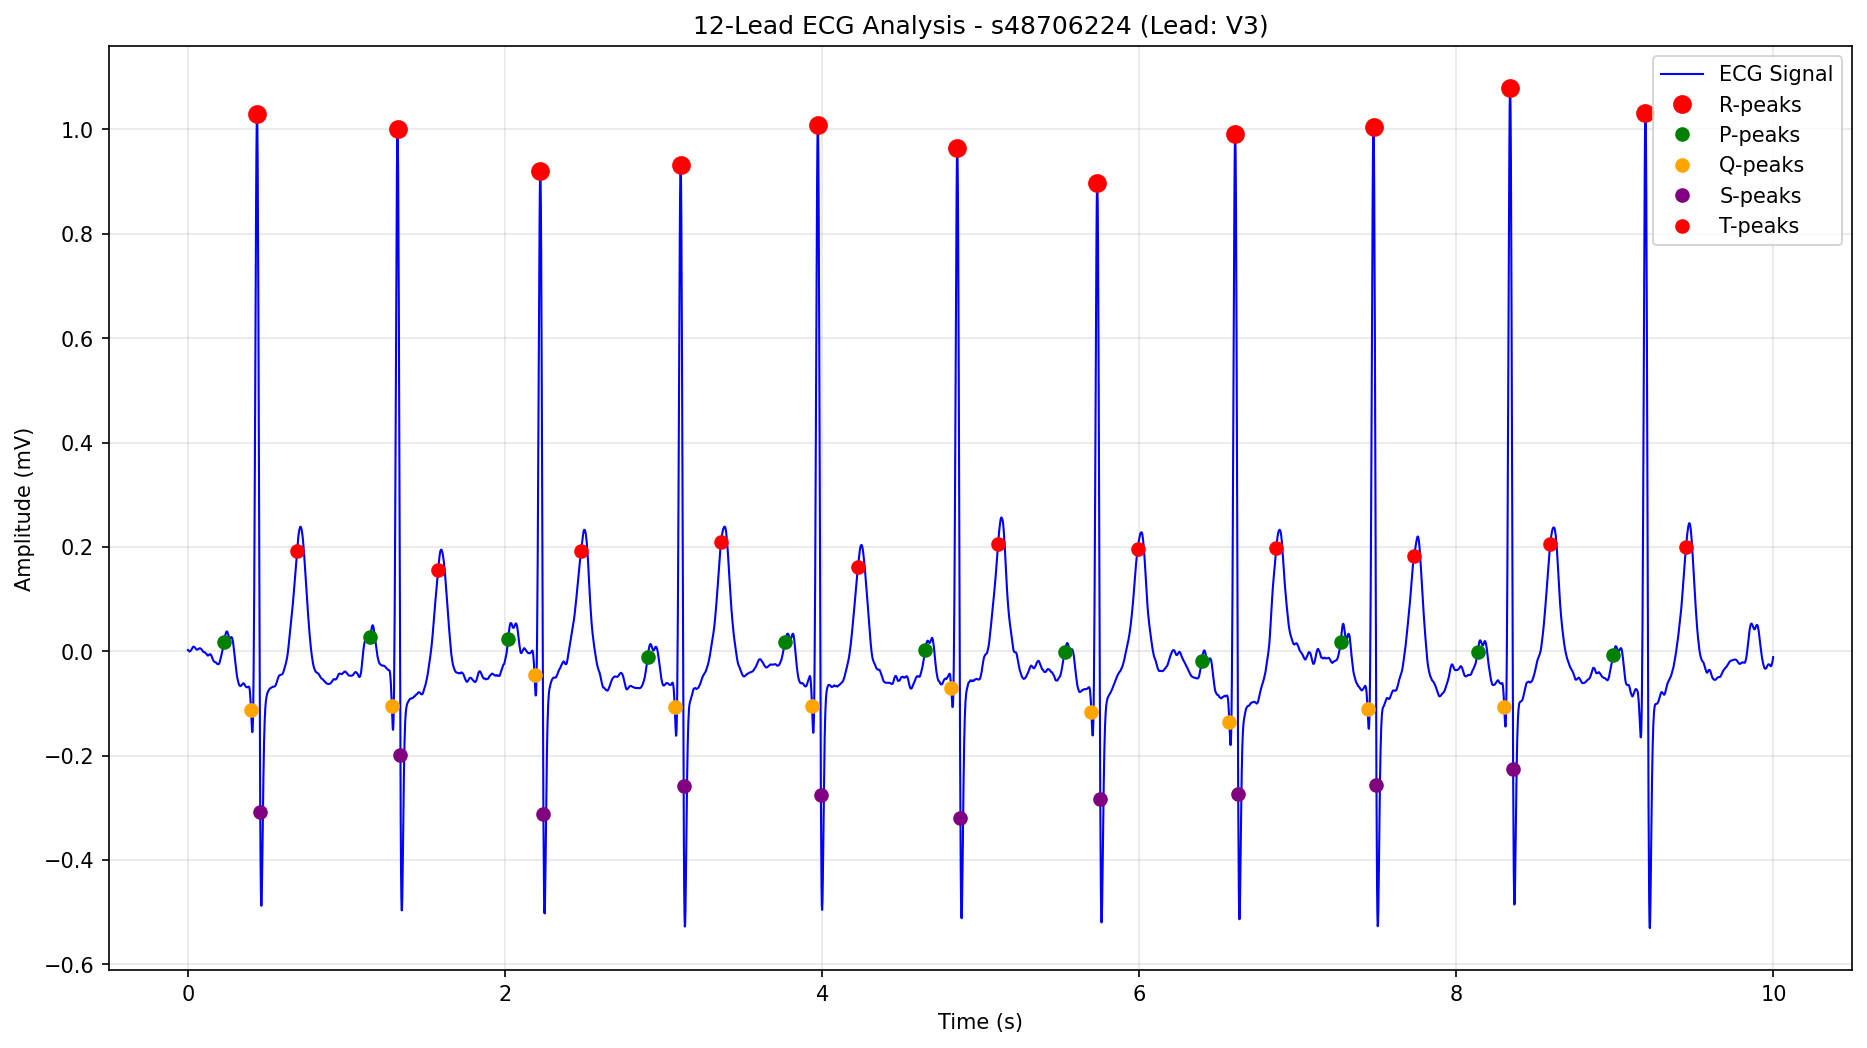 12-Lead ECG Analysis - s48706224 (Lead: V3)
ECG Signal
R-peaks
P-peaks
Q-peaks
S-peaks
T-peaks
Amplitude (mV)
1.0
0.8
0.6
0.4
0.2
0.0
−0.2
−0.4
−0.6
0 2 4 6 8 10
Time (s)